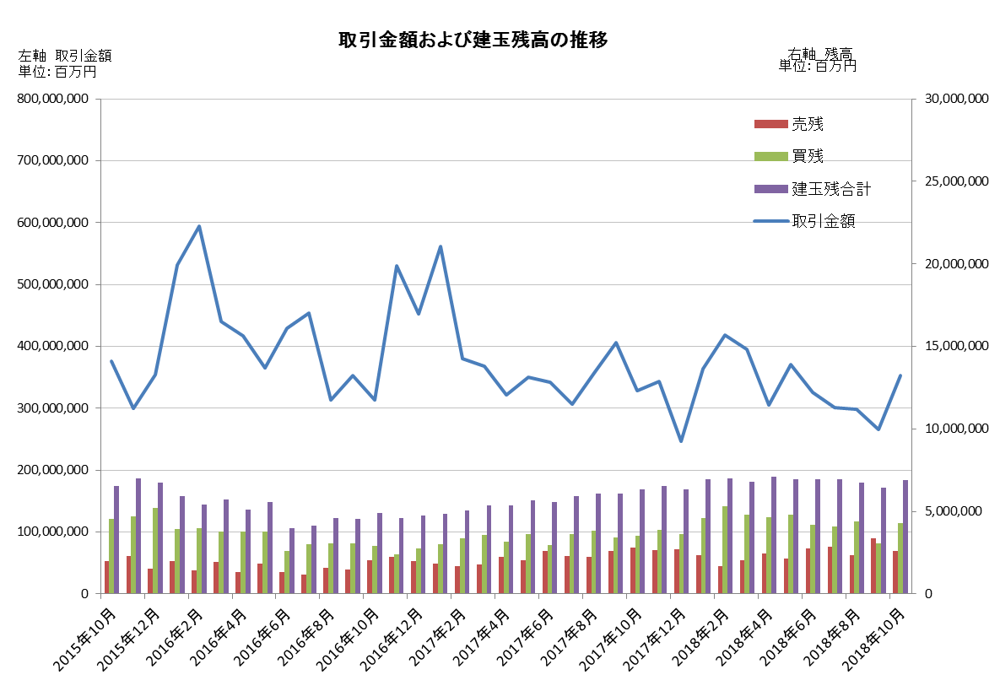 取引金額および建玉残高の推移
左軸 取引金額
単位：百万円
右軸 残高
単位：百万円
800,000,000
700,000,000
600,000,000
500,000,000
400,000,000
300,000,000
200,000,000
100,000,000
0
30,000,000
25,000,000
20,000,000
15,000,000
10,000,000
5,000,000
0
売残
買残
建玉残合計
取引金額
2015年10月
2015年12月
2016年2月
2016年4月
2016年6月
2016年8月
2016年10月
2016年12月
2017年2月
2017年4月
2017年6月
2017年8月
2017年10月
2017年12月
2018年2月
2018年4月
2018年6月
2018年8月
2018年10月